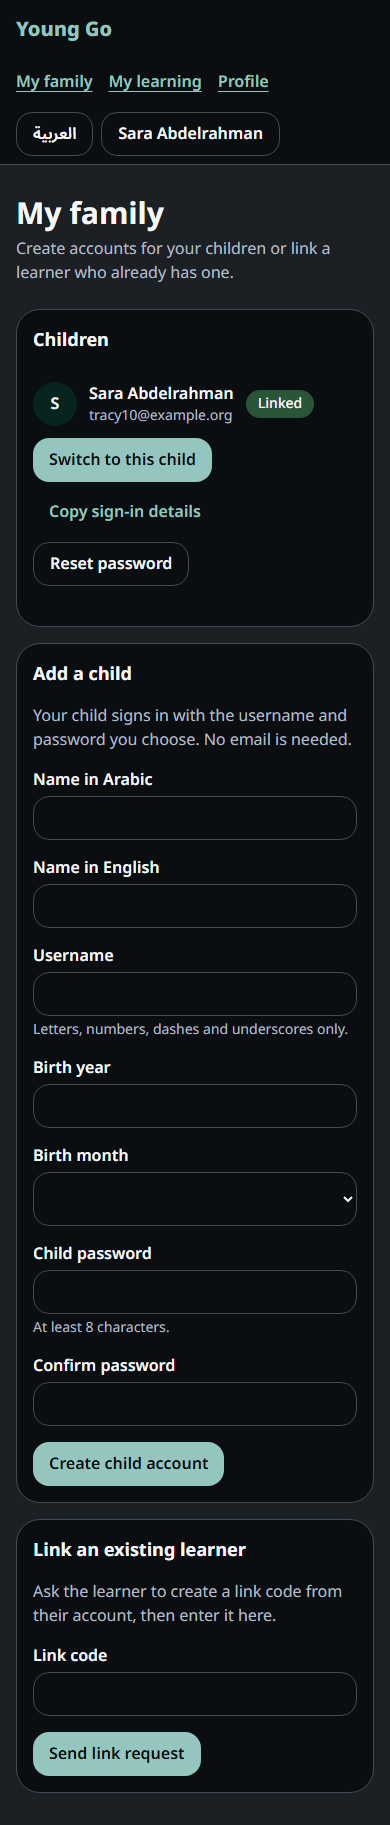 Young Go
My family My learning Profile
العربية Sara Abdelrahman
My family
Create accounts for your children or link a
learner who already has one.
Children
S
Sara Abdelrahman
tracy10@example.org
Linked
Switch to this child
Copy sign-in details
Reset password
Add a child
Your child signs in with the username and
password you choose. No email is needed.
Name in Arabic
Name in English
Username
Letters, numbers, dashes and underscores only.
Birth year
Birth month
Child password
At least 8 characters.
Confirm password
Create child account
Link an existing learner
Ask the learner to create a link code from
their account, then enter it here.
Link code
Send link request